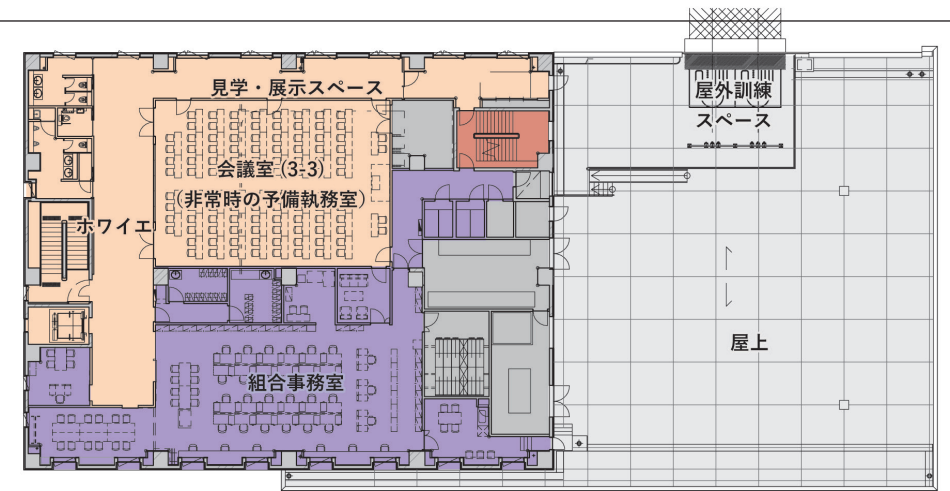 見学・展示スペース
屋外訓練
スペース
会議室 (3-3)
(非常時の予備執務室)
ホワイエ
屋上
組合事務室